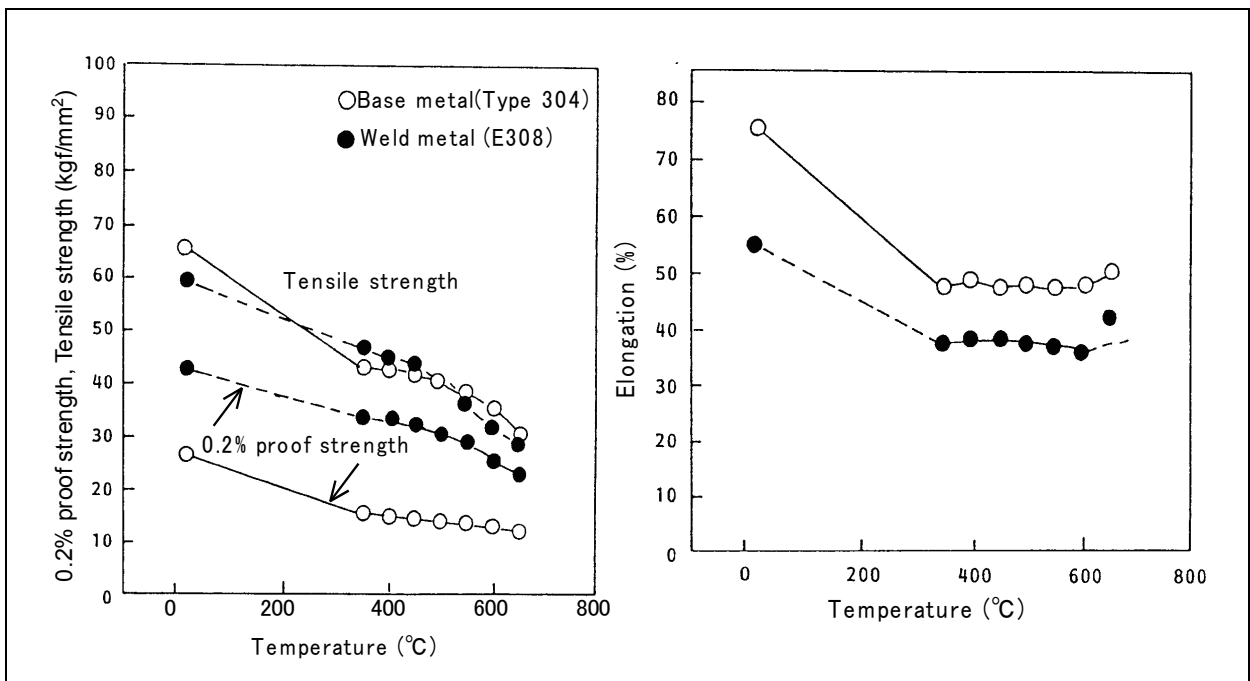 0.2% proof strength, Tensile strength (kgf/mm²)
100
90
80
70
60
50
40
30
20
10
0
Base metal(Type 304)
Weld metal (E308)
Tensile strength
0.2% proof strength
0 200 400 600 800
Temperature (℃)
Elongation (%)
80
70
60
50
40
30
20
10
0
0 200 400 600 800
Temperature (℃)